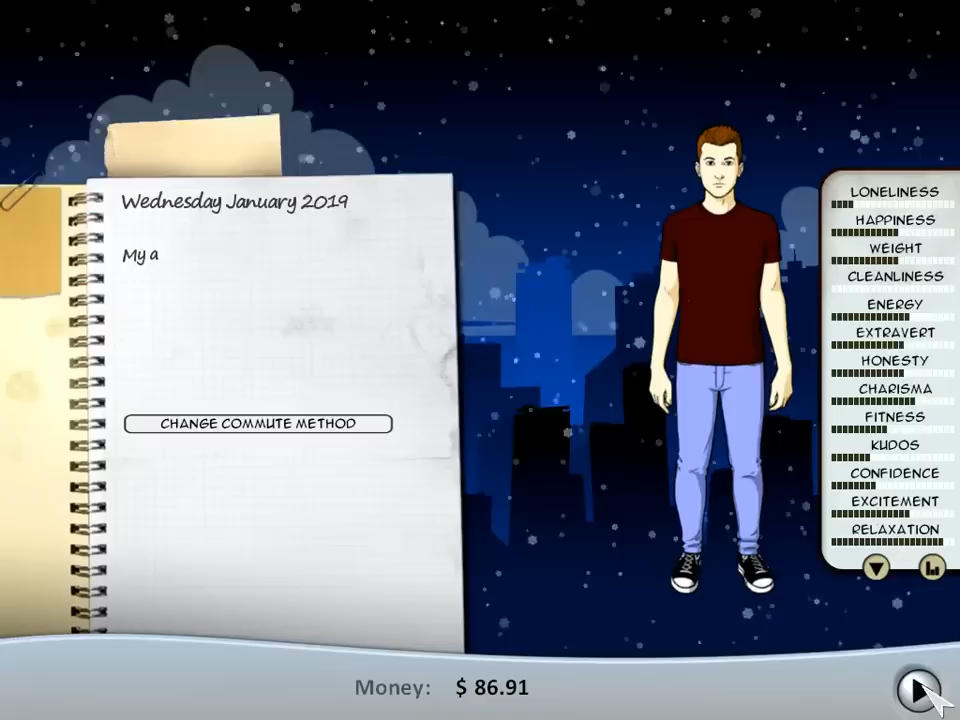 Wednesday January 2019
My a
CHANGE COMMUTE METHOD
LONELINESS
HAPPINESS
WEIGHT
CLEANLINESS
ENERGY
EXTRAVERT
HONESTY
CHARISMA
FITNESS
KUDOS
CONFIDENCE
EXCITEMENT
RELAXATION
Money: $ 86.91